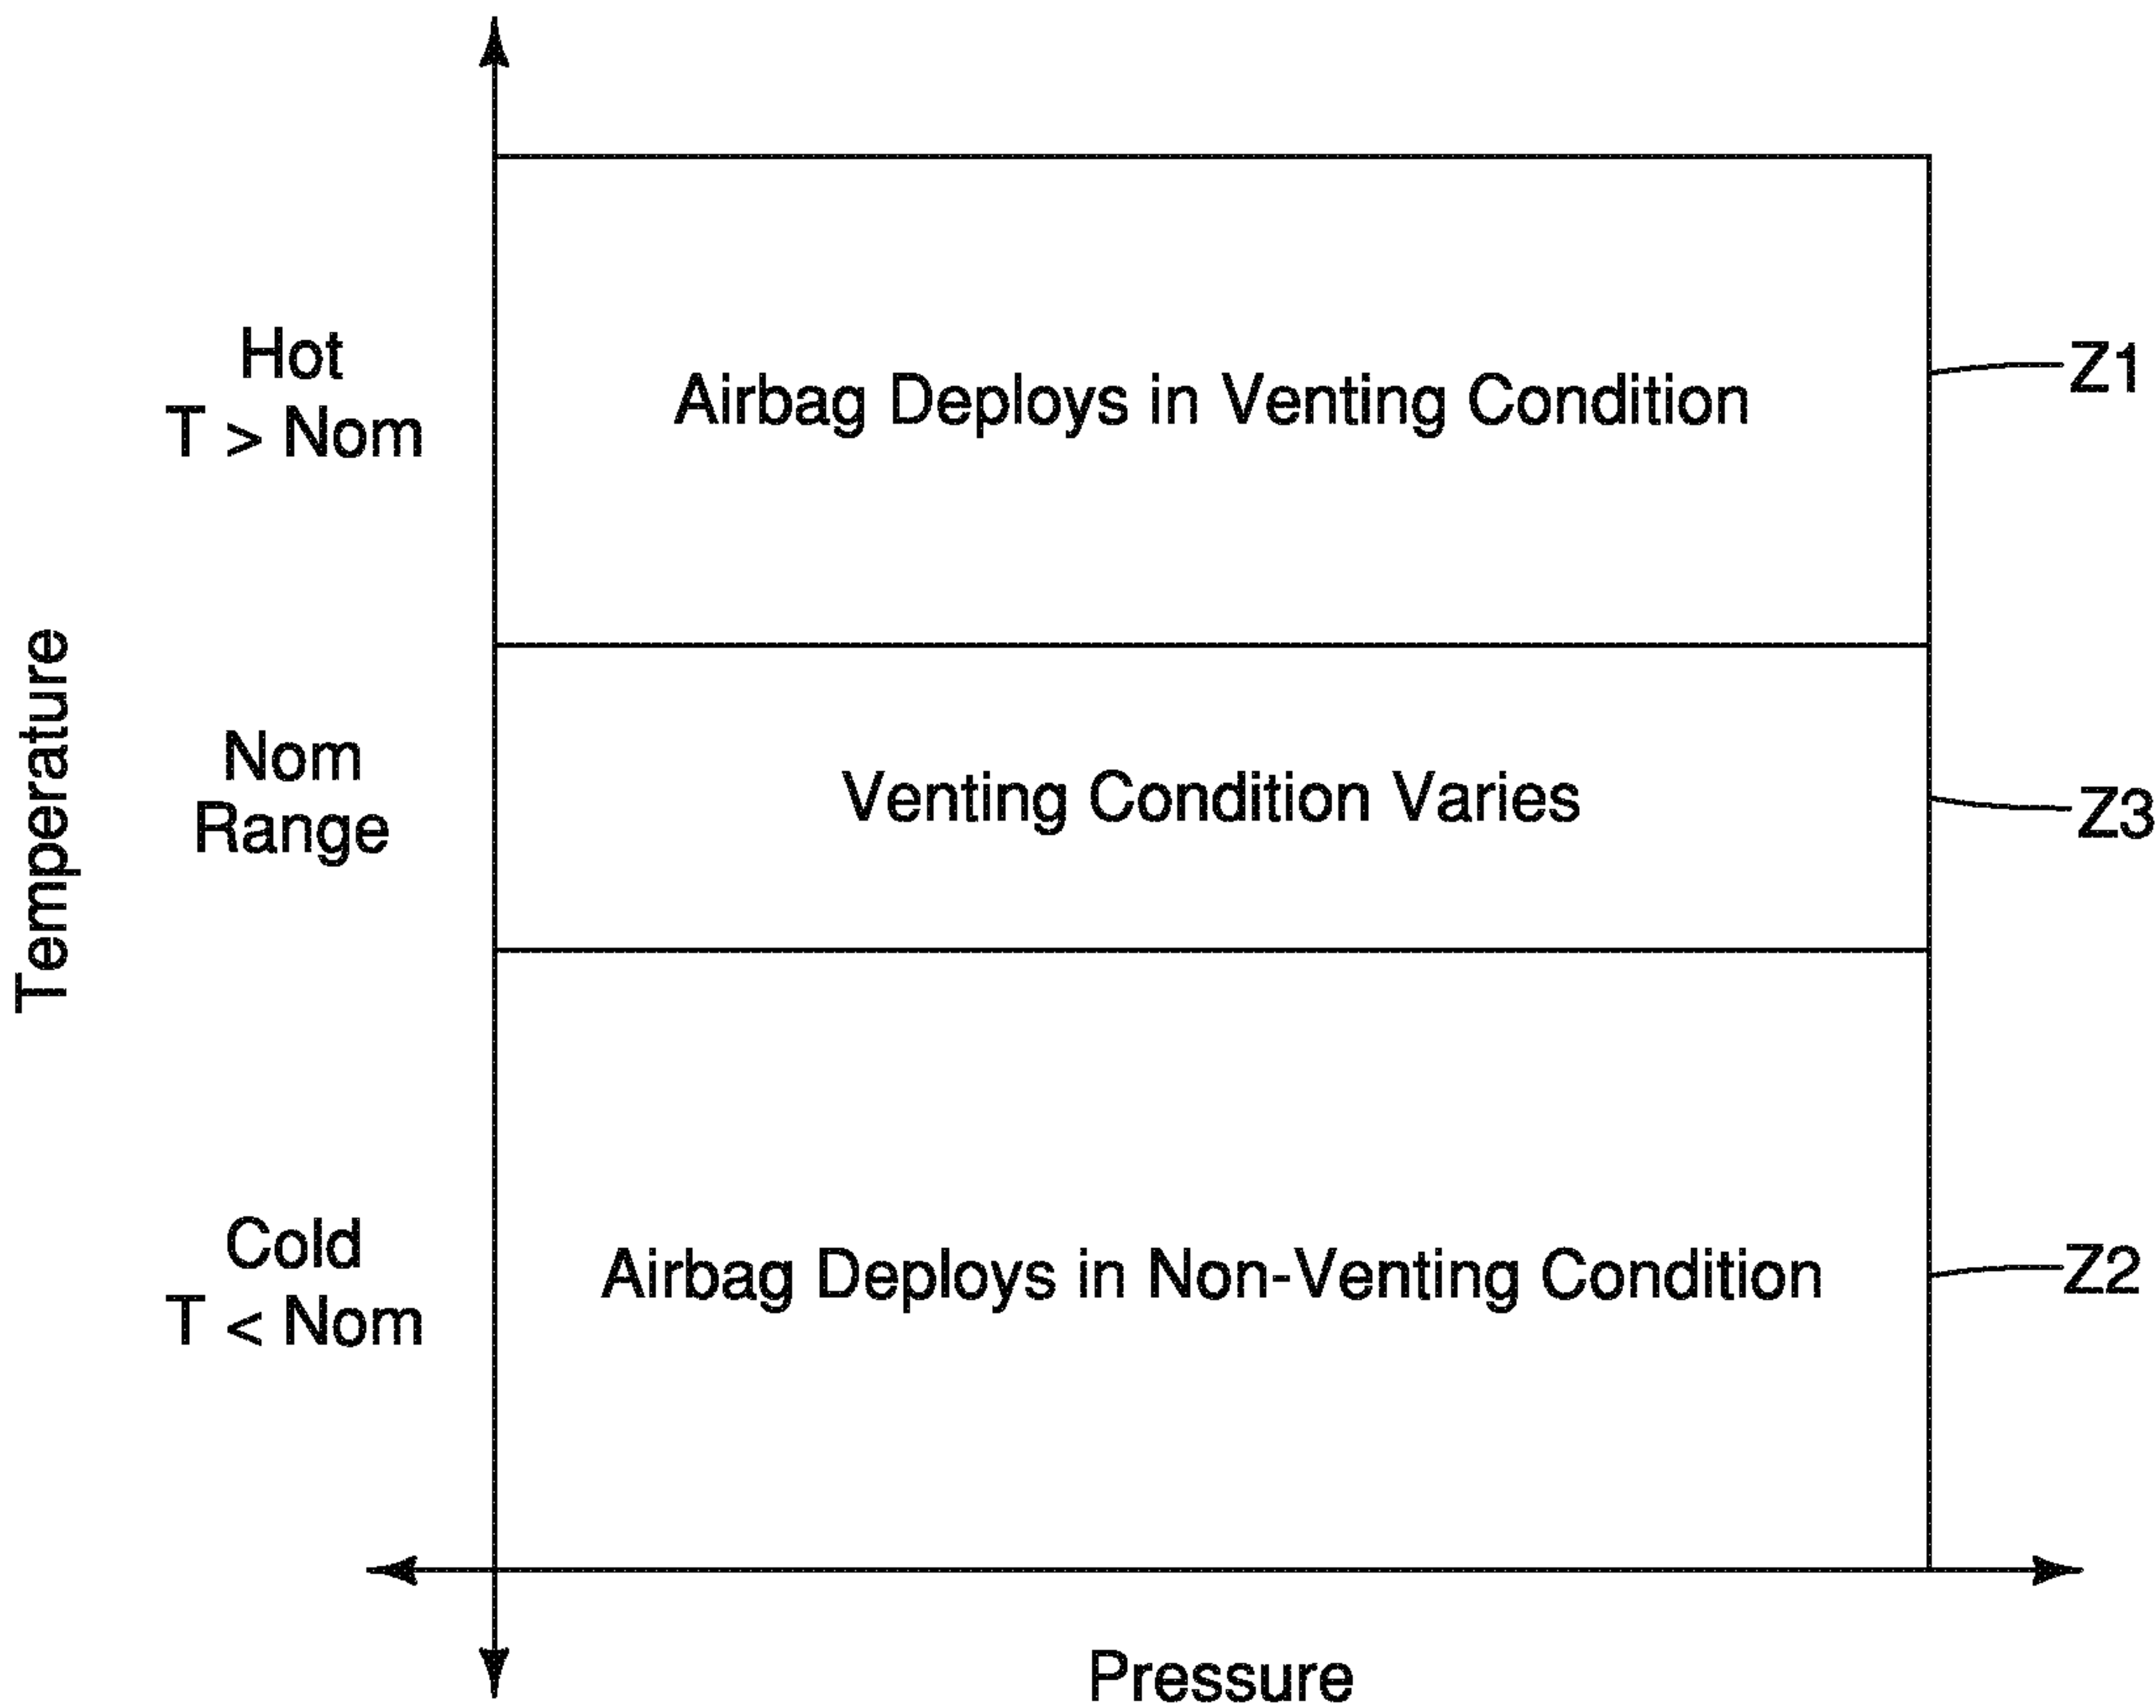 Hot
T > Nom
Airbag Deploys in Venting Condition
Z1
Temperature
Nom
Range
Venting Condition Varies
Z3
Cold
T < Nom
Airbag Deploys in Non-Venting Condition
Z2
Pressure